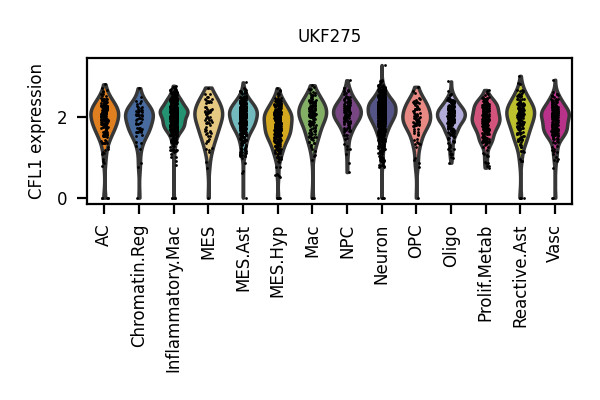 UKF275
CFL1 expression
2
0
AC
Chromatin.Reg
Inflammatory.Mac
MES
MES.Ast
MES.Hyp
Mac
NPC
Neuron
OPC
Oligo
Prolif.Metab
Reactive.Ast
Vasc